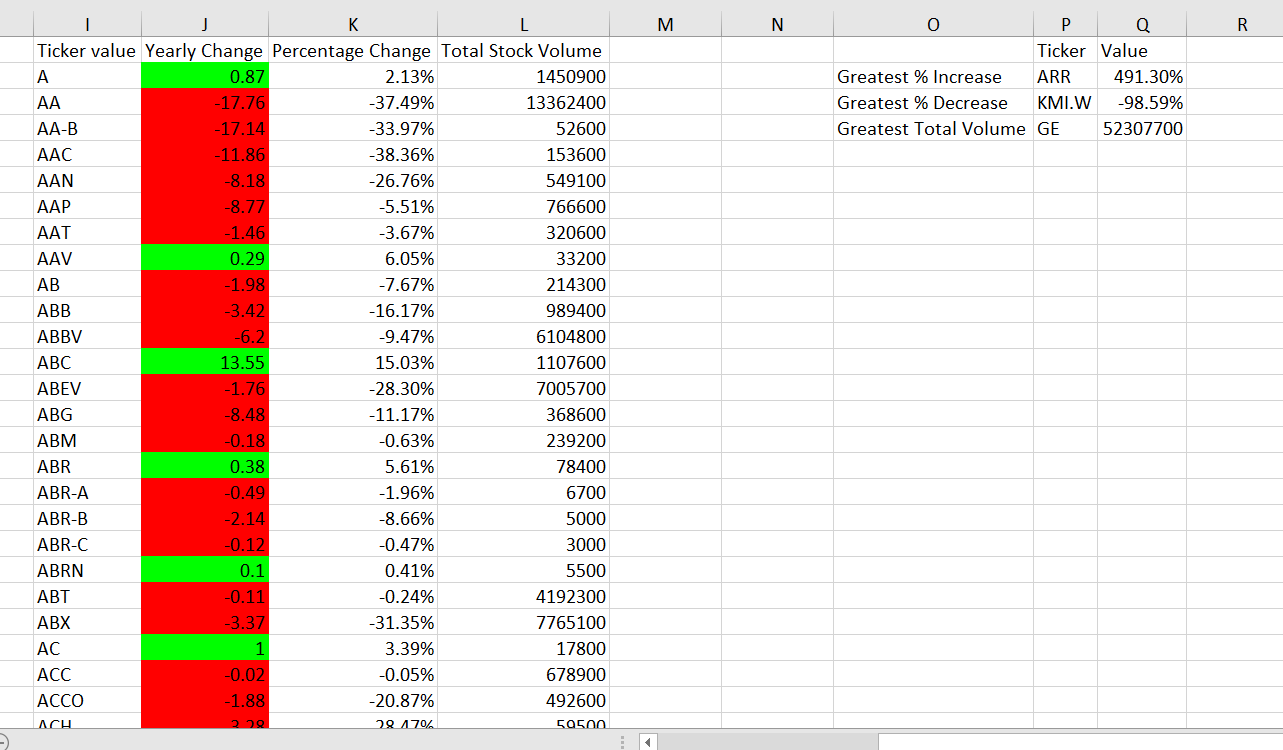 I J K L M N O P Q R
Ticker value Yearly Change Percentage Change Total Stock Volume Ticker Value
A 0.87 2.13% 1450900 Greatest % Increase ARR 491.30%
AA -17.76 -37.49% 13362400 Greatest % Decrease KMI.W -98.59%
AA-B -17.14 -33.97% 52600 Greatest Total Volume GE 52307700
AAC -11.86 -38.36% 153600
AAN -8.18 -26.76% 549100
AAP -8.77 -5.51% 766600
AAT -1.46 -3.67% 320600
AAV 0.29 6.05% 33200
AB -1.98 -7.67% 214300
ABB -3.42 -16.17% 989400
ABBV -6.2 -9.47% 6104800
ABC 13.55 15.03% 1107600
ABEV -1.76 -28.30% 7005700
ABG -8.48 -11.17% 368600
ABM -0.18 -0.63% 239200
ABR 0.38 5.61% 78400
ABR-A -0.49 -1.96% 6700
ABR-B -2.14 -8.66% 5000
ABR-C -0.12 -0.47% 3000
ABRN 0.1 0.41% 5500
ABT -0.11 -0.24% 4192300
ABX -3.37 -31.35% 7765100
AC 1 3.39% 17800
ACC -0.02 -0.05% 678900
ACCO -1.88 -20.87% 492600
ACH -3.28 -28.47% 59500